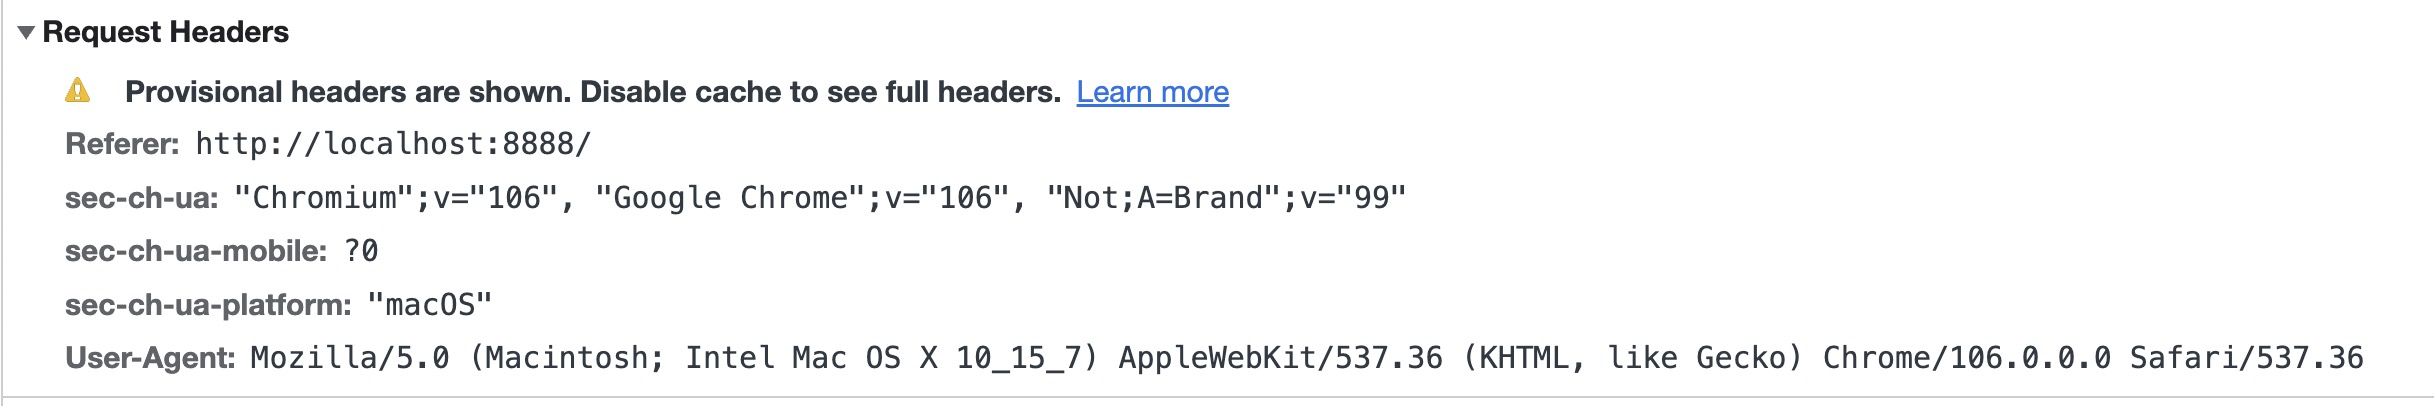 Request Headers
Provisional headers are shown. Disable cache to see full headers. Learn more
Referer: http://localhost:8888/
sec-ch-ua: "Chromium";v="106", "Google Chrome";v="106", "Not;A=Brand";v="99"
sec-ch-ua-mobile: ?0
sec-ch-ua-platform: "macOS"
User-Agent: Mozilla/5.0 (Macintosh; Intel Mac OS X 10_15_7) AppleWebKit/537.36 (KHTML, like Gecko) Chrome/106.0.0.0 Safari/537.36